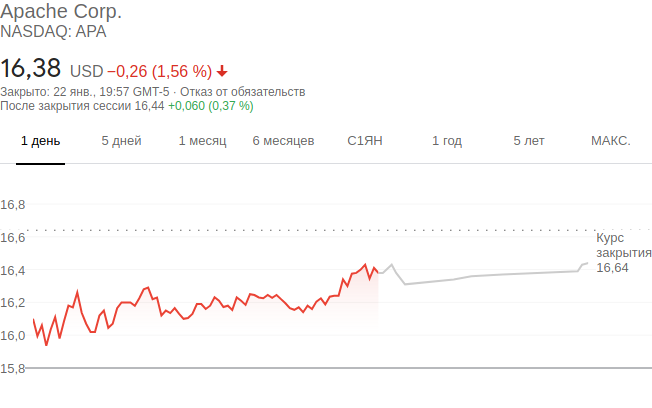 Apache Corp.
NASDAQ: APA
16,38 USD −0,26 (1,56 %)
Закрыто: 22 янв., 19:57 GMT-5 · Отказ от обязательств
После закрытия сессии 16,44 +0,060 (0,37 %)
1 день 5 дней 1 месяц 6 месяцев С1ЯН 1 год 5 лет МАКС.
16,8
16,6
Курс
закрытия
16,64
16,4
16,2
16,0
15,8